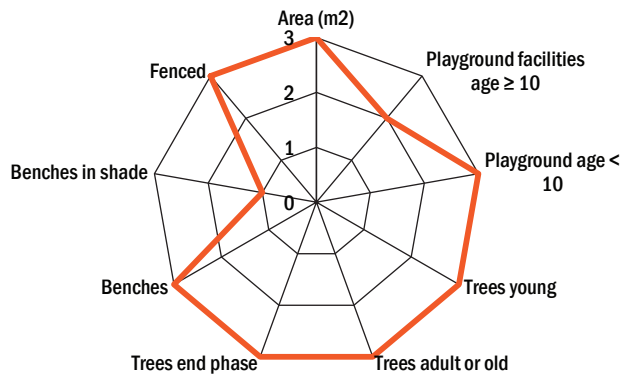 Area (m2)
3
2
1
0
Playground facilities
age ≥ 10
Playground age <
10
Trees young
Trees adult or old
Trees end phase
Benches
Benches in shade
Fenced